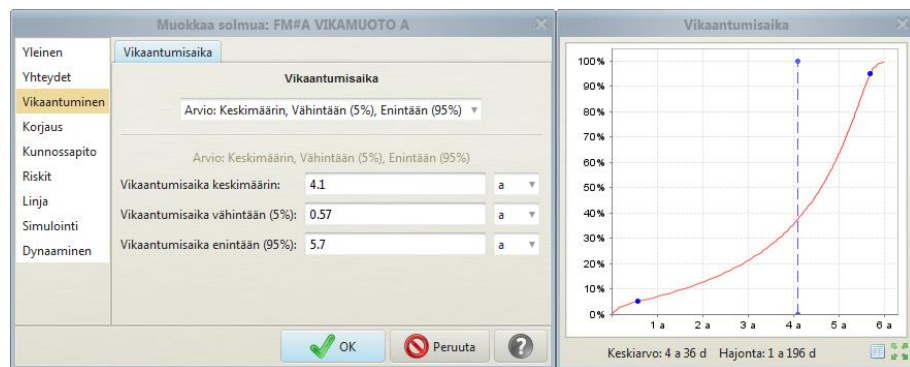 Muokkaa solmua: FM#A VIKAMUOTO A
Yleinen
Yhteydet
Vikaantuminen
Korjaus
Kunnossapito
Riskit
Linja
Simulointi
Dynaaminen
Vikaantumisaika
Vikaantumisaika
Arvio: Keskimäärin, Vähintään (5%), Enintään (95%)
Arvio: Keskimäärin, Vähintään (5%), Enintään (95%)
Vikaantumisaika keskimäärin: 4.1 a
Vikaantumisaika vähintään (5%): 0.57 a
Vikaantumisaika enintään (95%): 5.7 a
OK
Peruuta
Vikaantumisaika
100%
90%
80%
70%
60%
50%
40%
30%
20%
10%
0%
1 a 2 a 3 a 4 a 5 a 6 a
Keskiarvo: 4 a 36 d Hajonta: 1 a 196 d